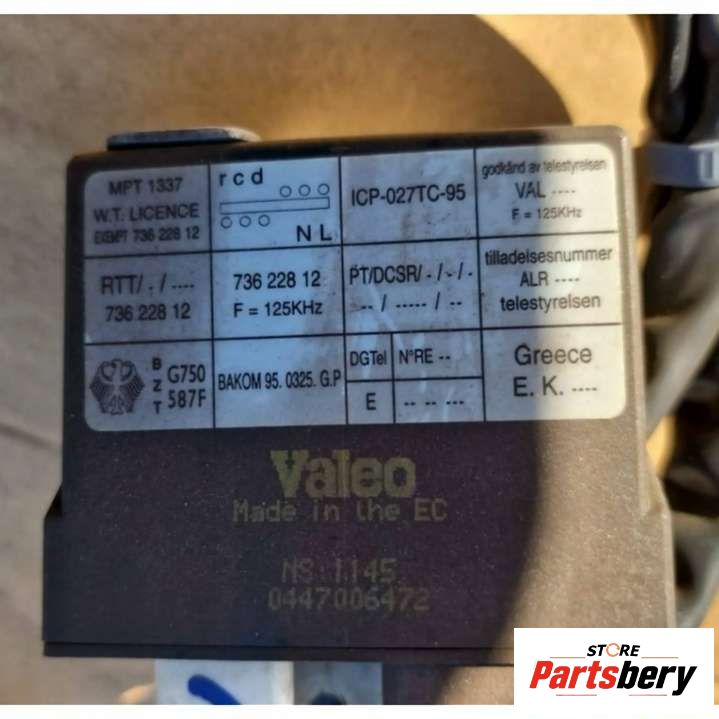 MPT 1337
W.T. LICENCE
EXEMPT 736 228 12
r c d
N L
ICP-027TC-95
godkänd av telestyrelsen
VAL ----
F = 125KHz
RTT/ - / ----
736 228 12
736 228 12
F = 125KHz
PT/DCSR/ - / - / -
-- / ----- / --
tilladelsesnummer
ALR ----
telestyrelsen
B Z T
G750
587F
BAKOM 95. 0325. G.P
DGTel
N°RE --
E
-- -- ---
Greece
E. K. ----
Valeo
Made in the EC
NS:1145
0447006472
STORE
Partsbery